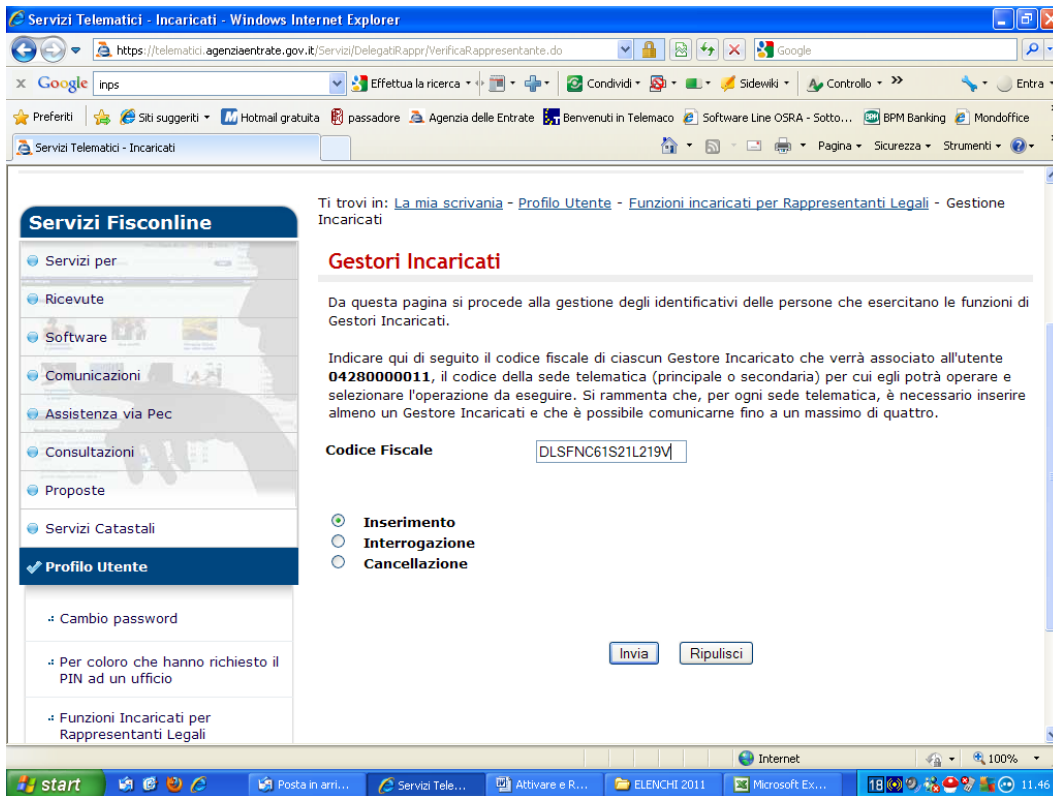 Servizi Telematici - Incaricati - Windows Internet Explorer
https://telematici.agenziaentrate.gov.it/Servizi/DelegatiRappr/VerificaRappresentante.do
Google
x Google inps Effettua la ricerca Condividi Sidewiki Controllo » Entra
Preferiti Siti suggeriti Hotmail gratuita passadore Agenzia delle Entrate Benvenuti in Telemaco Software Line OSRA - Sotto... BPM Banking Mondoffice
Servizi Telematici - Incaricati Pagina Sicurezza Strumenti
Ti trovi in: La mia scrivania - Profilo Utente - Funzioni incaricati per Rappresentanti Legali - Gestione
Incaricati
Servizi Fisconline
Servizi per
Ricevute
Software
Comunicazioni
Assistenza via Pec
Consultazioni
Proposte
Servizi Catastali
Profilo Utente
Cambio password
Per coloro che hanno richiesto il
PIN ad un ufficio
Funzioni Incaricati per
Rappresentanti Legali
Gestori Incaricati
Da questa pagina si procede alla gestione degli identificativi delle persone che esercitano le funzioni di
Gestori Incaricati.
Indicare qui di seguito il codice fiscale di ciascun Gestore Incaricato che verrà associato all'utente
04280000011, il codice della sede telematica (principale o secondaria) per cui egli potrà operare e
selezionare l'operazione da eseguire. Si rammenta che, per ogni sede telematica, è necessario inserire
almeno un Gestore Incaricati e che è possibile comunicarne fino a un massimo di quattro.
Codice Fiscale DLSFNC61S21L219V
Inserimento
Interrogazione
Cancellazione
Invia Ripulisci
Internet 100%
start Posta in arri... Servizi Tele... Attivare e R... ELENCHI 2011 Microsoft Ex... 18 11.46